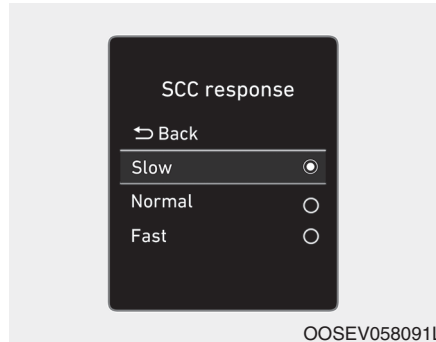 SCC response
Back
Slow
Normal
Fast
OOSEV058091L